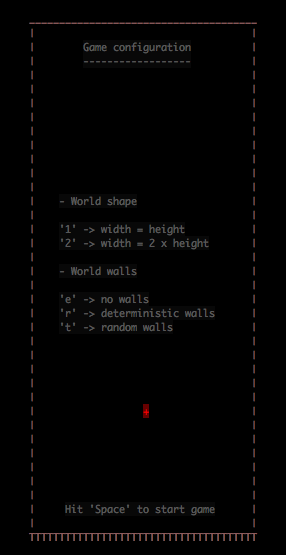 Game configuration
------------------
- World shape
'1' -> width = height
'2' -> width = 2 x height
- World walls
'e' -> no walls
'r' -> deterministic walls
't' -> random walls
+
Hit 'Space' to start game